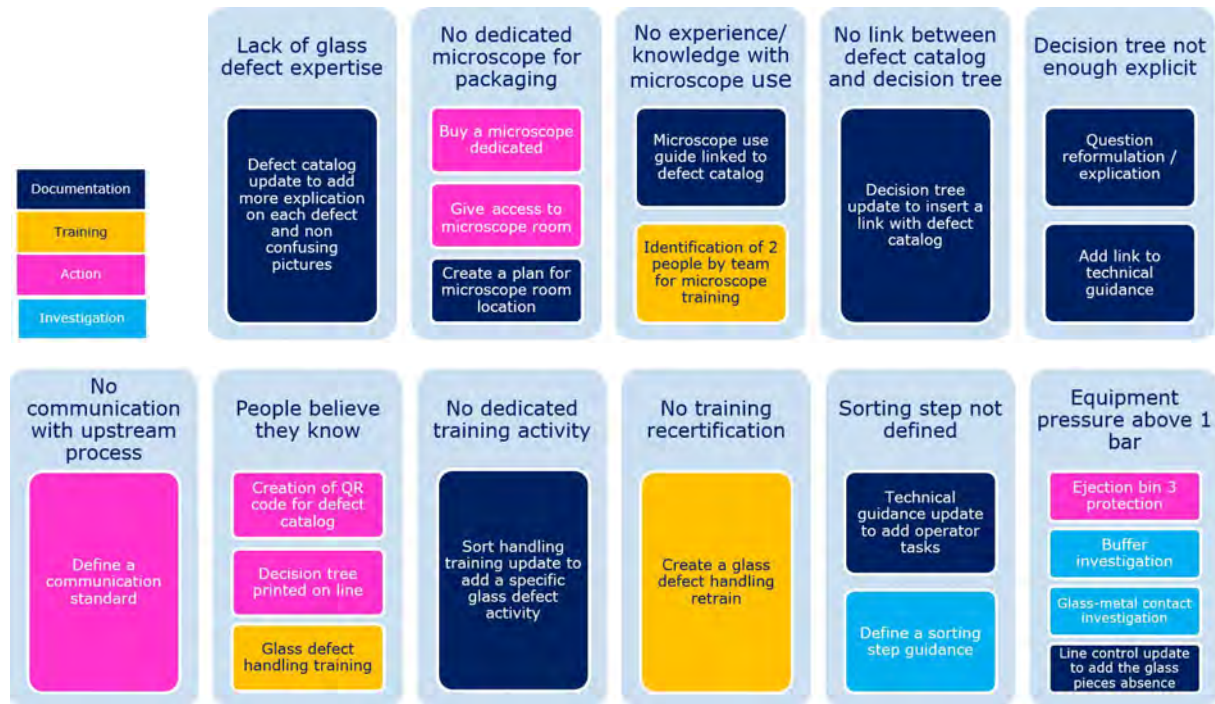 Lack of glass
defect expertise
Defect catalog
update to add
more explication
on each defect
and non
confusing
pictures
No dedicated
microscope for
packaging
Buy a microscope
dedicated
Give access to
microscope room
Create a plan for
microscope room
location
No experience/
knowledge with
microscope use
Microscope use
guide linked to
defect catalog
Identification of 2
people by team
for microscope
training
No link between
defect catalog
and decision tree
Decision tree
update to insert a
link with defect
catalog
Decision tree not
enough explicit
Question
reformulation /
explication
Add link to
technical
guidance
Documentation
Training
Action
Investigation
No
communication
with upstream
process
Define a
communication
standard
People believe
they know
Creation of QR
code for defect
catalog
Decision tree
printed on line
Glass defect
handling training
No dedicated
training activity
Sort handling
training update to
add a specific
glass defect
activity
No training
recertification
Create a glass
defect handling
retrain
Sorting step not
defined
Technical
guidance update
to add operator
tasks
Define a sorting
step guidance
Equipment
pressure above 1
bar
Ejection bin 3
protection
Buffer
investigation
Glass-metal contact
investigation
Line control update
to add the glass
pieces absence